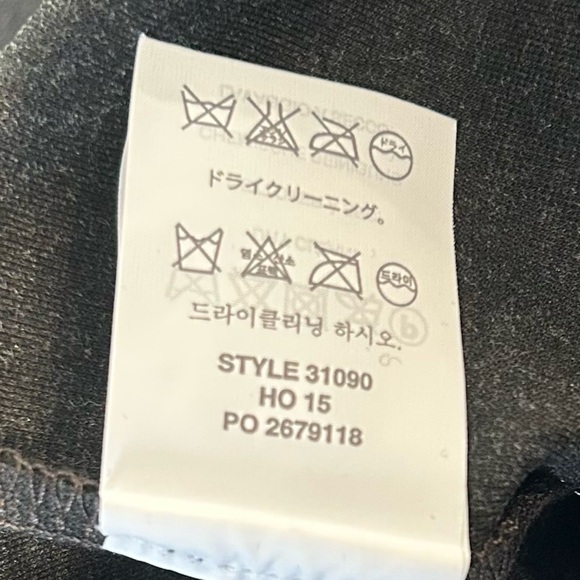 ドライ
ドライクリーニング。
드라이
드라이클리닝 하시오.
STYLE 31090
HO 15
PO 2679118